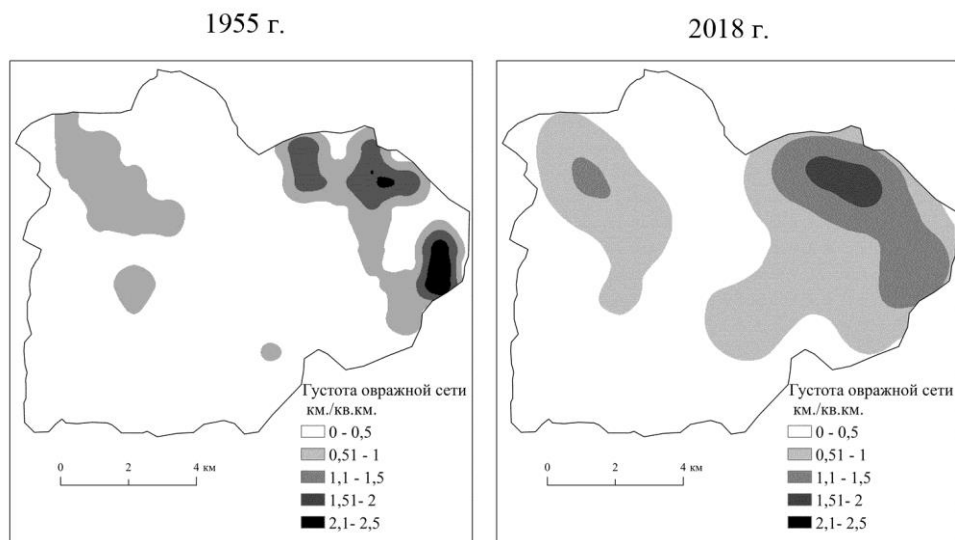 1955 г.
2018 г.
Густота овражной сети
км./кв.км.
0 - 0,5
0,51 - 1
1,1 - 1,5
1,51- 2
2,1- 2,5
0 2 4 км
Густота овражной сети
км./кв.км.
0 - 0,5
0,51 - 1
1,1 - 1,5
1,51- 2
2,1- 2,5
0 2 4 км